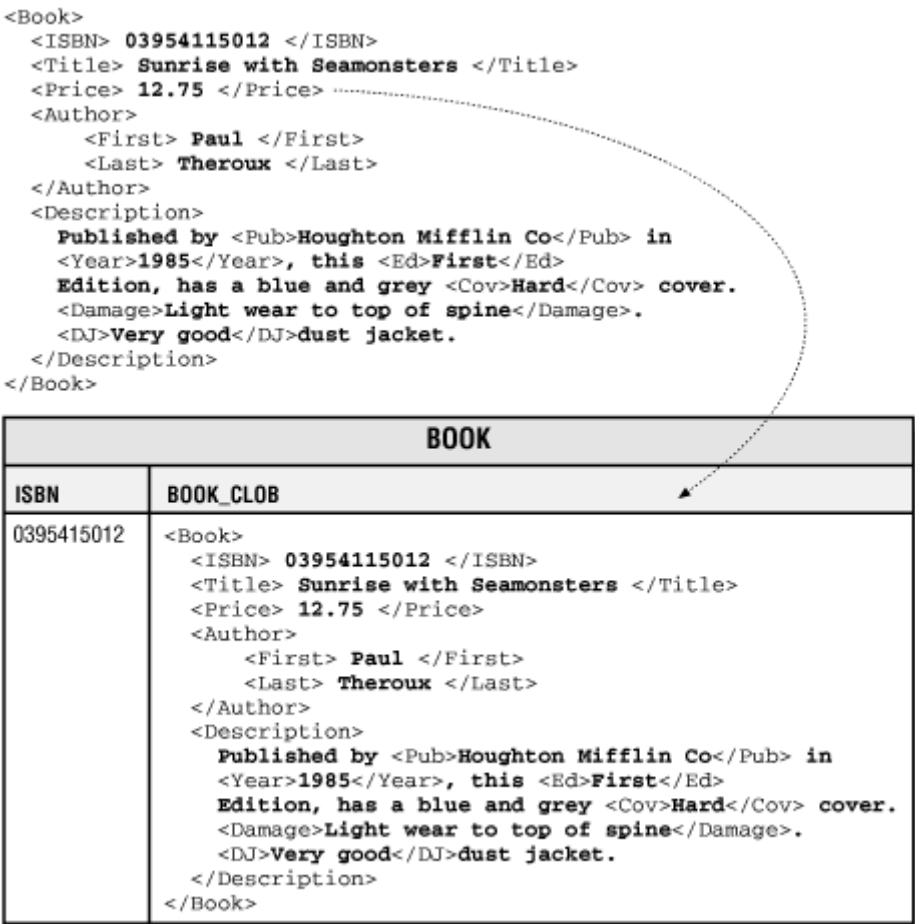 <Book>
<ISBN> 03954115012 </ISBN>
<Title> Sunrise with Seamonsters </Title>
<Price> 12.75 </Price>
<Author>
<First> Paul </First>
<Last> Theroux </Last>
</Author>
<Description>
Published by <Pub>Houghton Mifflin Co</Pub> in
<Year>1985</Year>, this <Ed>First</Ed>
Edition, has a blue and grey <Cov>Hard</Cov> cover.
<Damage>Light wear to top of spine</Damage>.
<DJ>Very good</DJ>dust jacket.
</Description>
</Book>
BOOK
ISBN BOOK_CLOB
0395415012 <Book>
<ISBN> 03954115012 </ISBN>
<Title> Sunrise with Seamonsters </Title>
<Price> 12.75 </Price>
<Author>
<First> Paul </First>
<Last> Theroux </Last>
</Author>
<Description>
Published by <Pub>Houghton Mifflin Co</Pub> in
<Year>1985</Year>, this <Ed>First</Ed>
Edition, has a blue and grey <Cov>Hard</Cov> cover.
<Damage>Light wear to top of spine</Damage>.
<DJ>Very good</DJ>dust jacket.
</Description>
</Book>